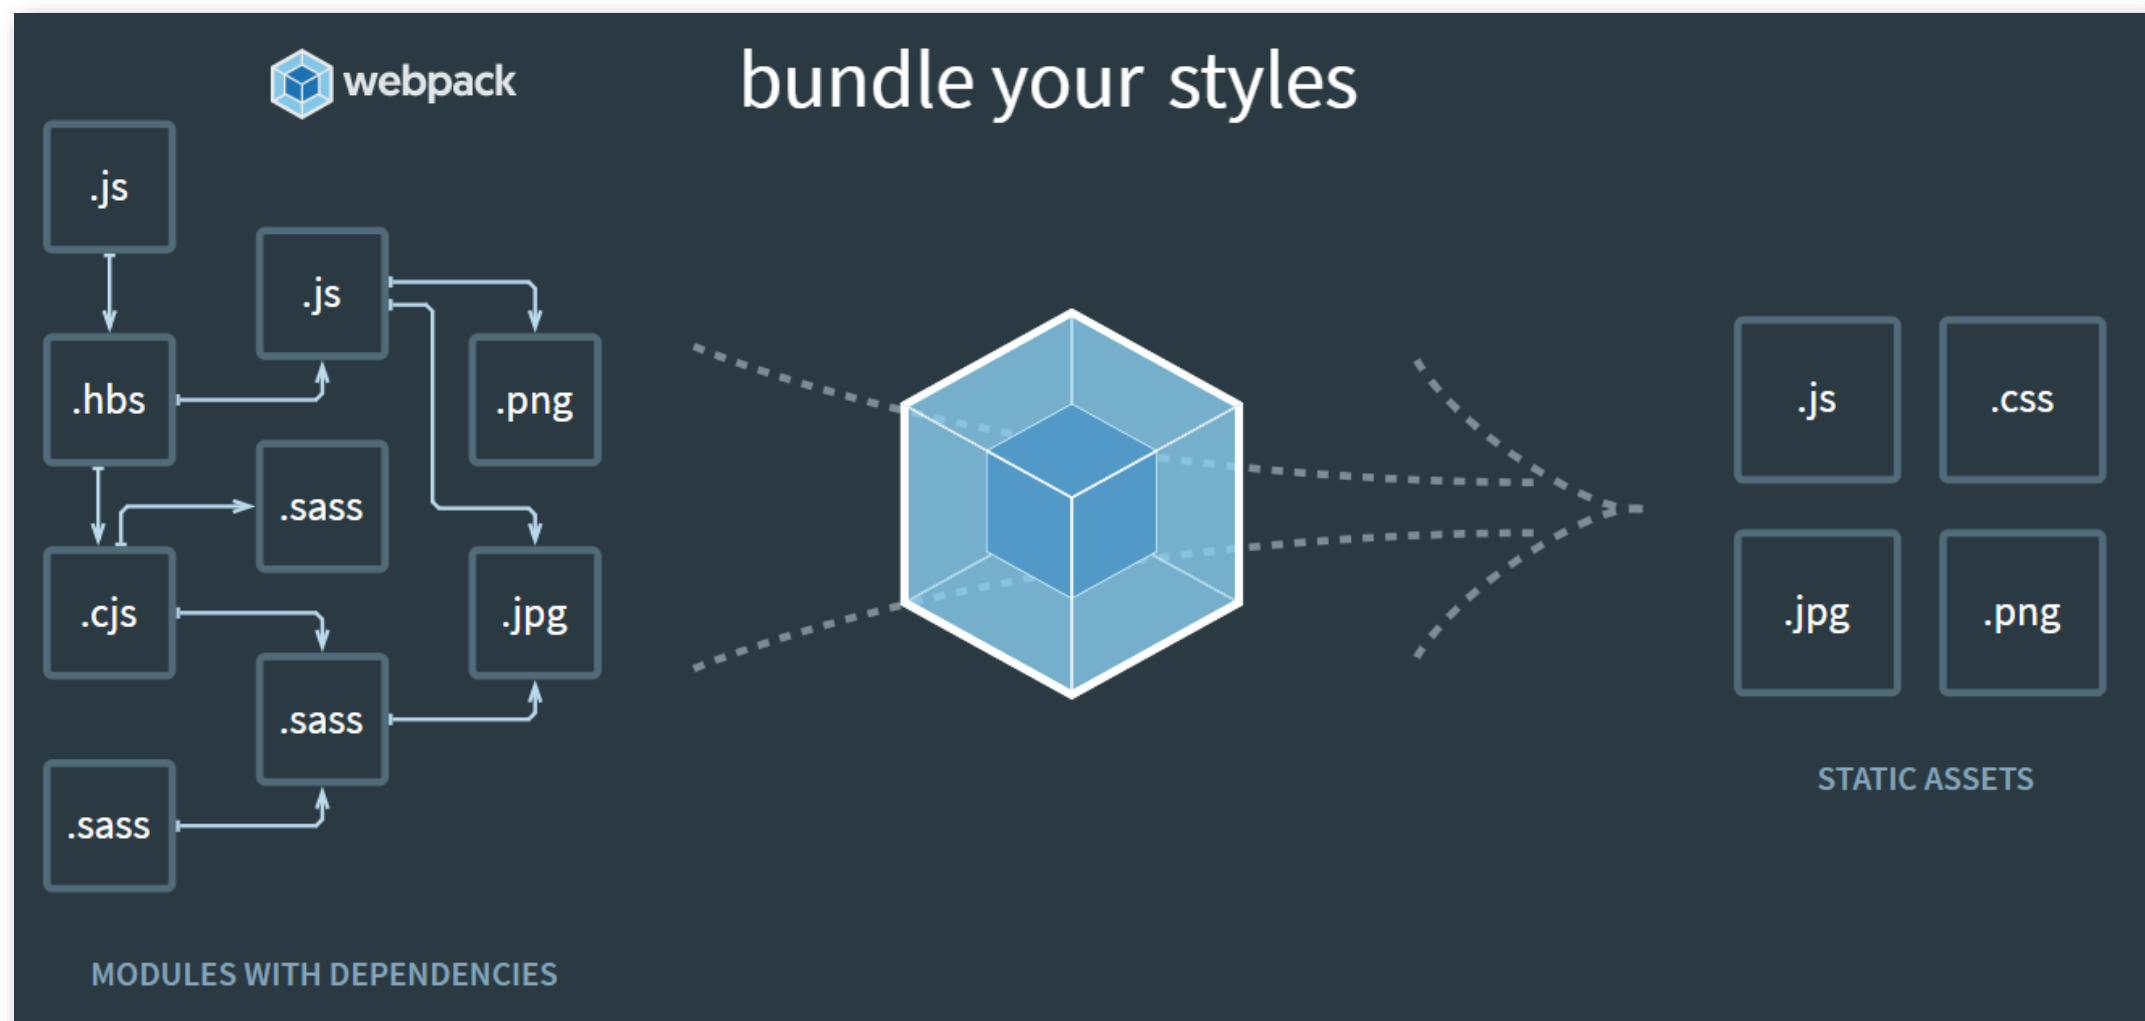 webpack
bundle your styles
.js
.js
.hbs
.png
.sass
.cjs
.jpg
.sass
.sass
MODULES WITH DEPENDENCIES
.js
.css
.jpg
.png
STATIC ASSETS